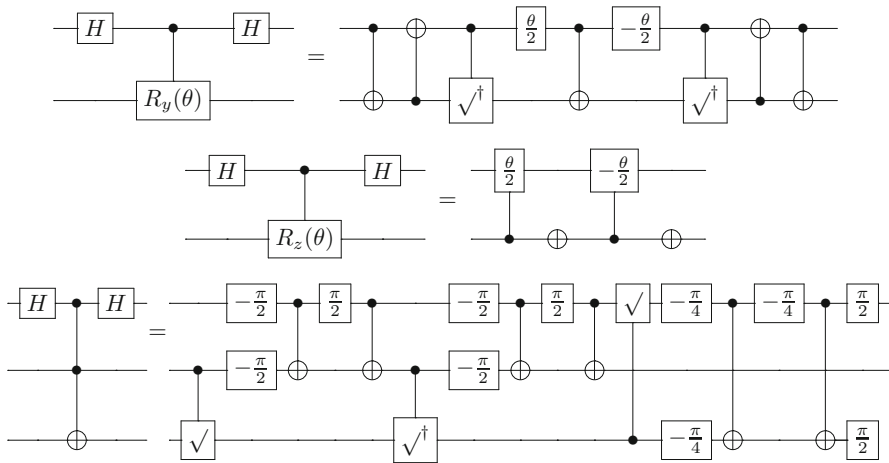 H H = θ/2 −θ/2
R_y(θ) √† √†
H H = θ/2 −θ/2
R_z(θ)
H H = −π/2 π/2 −π/2 π/2 √ −π/4 −π/4 π/2
−π/2 −π/2
√ √† −π/4 π/2